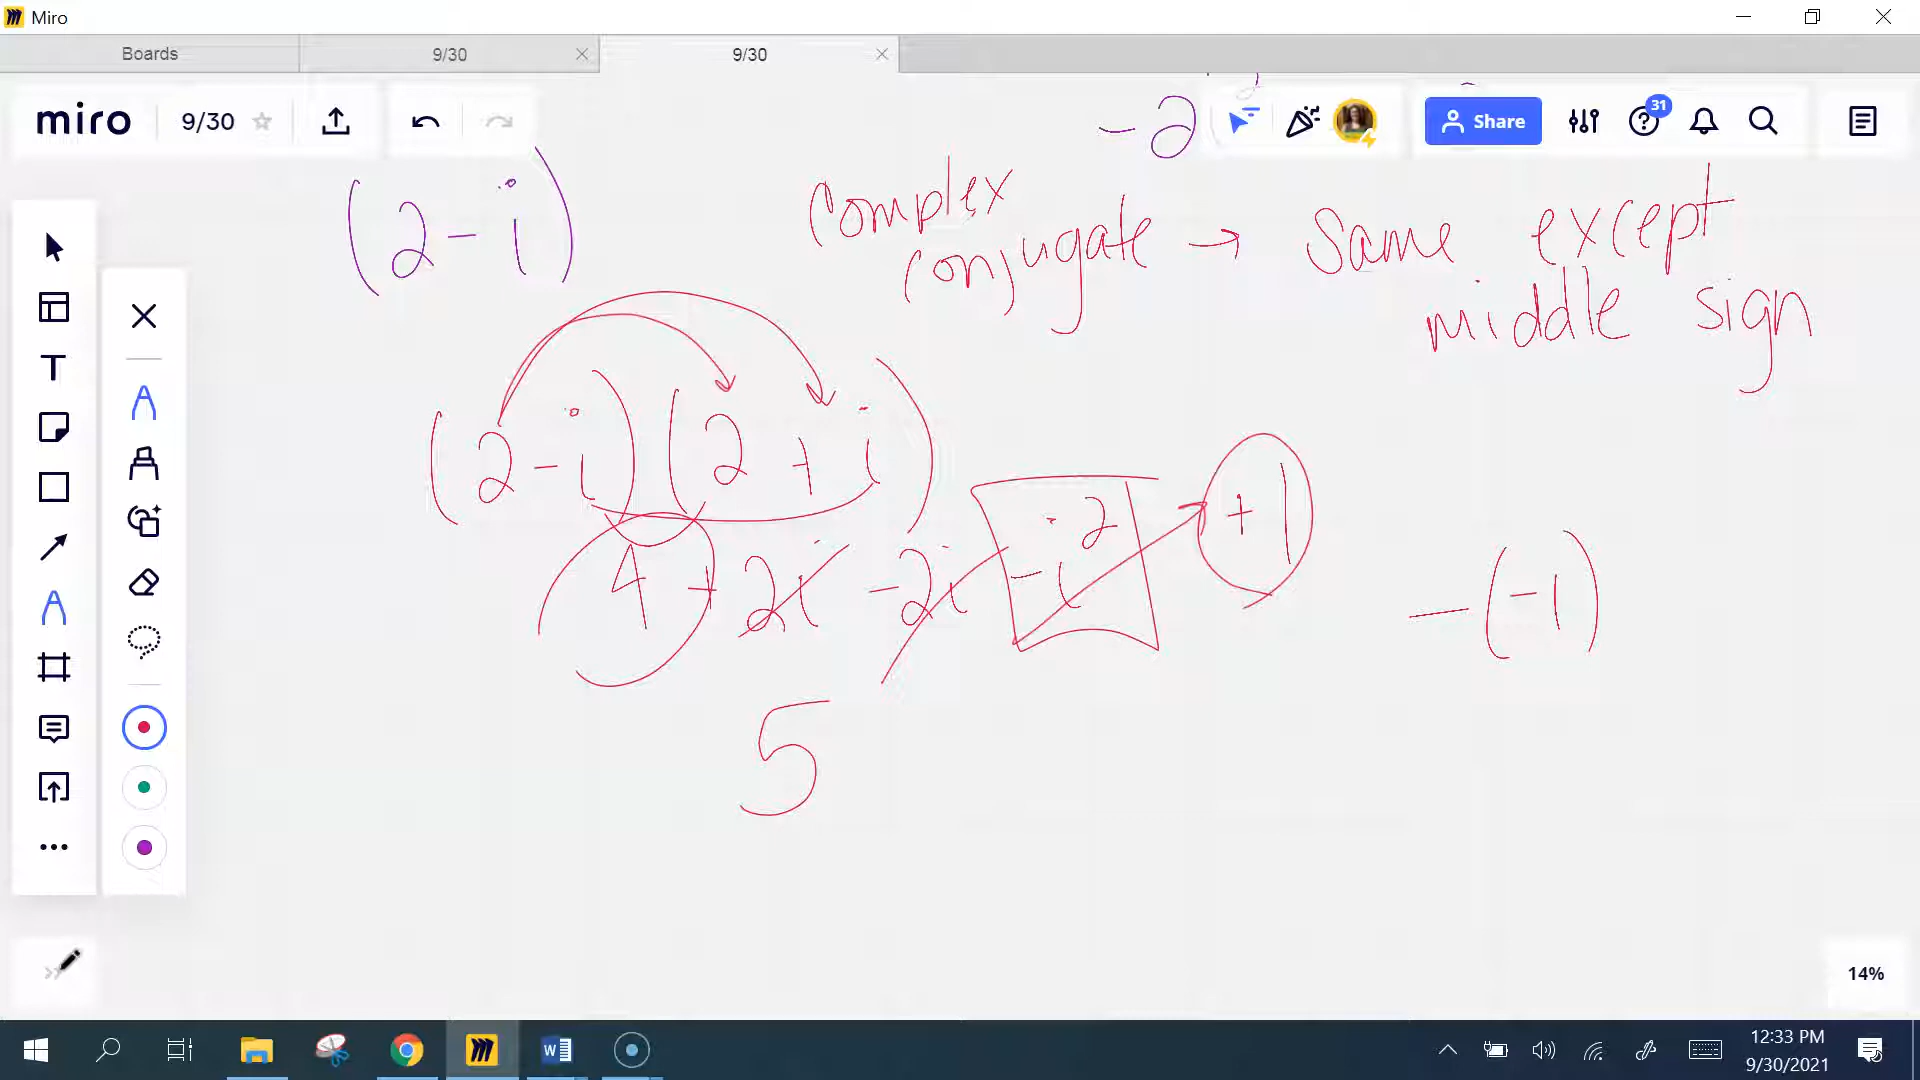 Miro
Boards 9/30 9/30
miro 9/30 Share 31
-2
(2-i)
Complex
Conjugate → Same except
middle sign
(2-i)(2+i)
4 + 2i - 2i - i² +1
-(-1)
5
T
14%
12:33 PM
9/30/2021